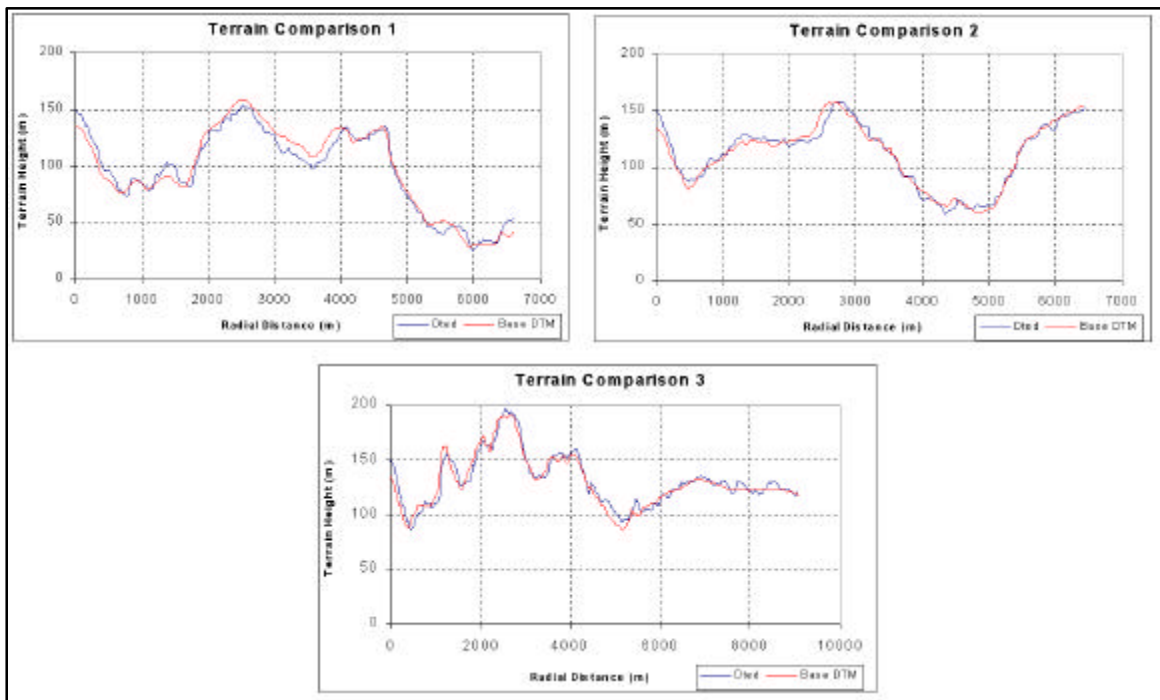 Terrain Comparison 1
200
150
100
50
0
Terrain Height (m)
0 1000 2000 3000 4000 5000 6000 7000
Radial Distance (m)
Dted Base DTM
Terrain Comparison 2
200
150
100
50
0
Terrain Height (m)
0 1000 2000 3000 4000 5000 6000 7000
Radial Distance (m)
Dted Base DTM
Terrain Comparison 3
200
150
100
50
0
Terrain Height (m)
0 2000 4000 6000 8000 10000
Radial Distance (m)
Dted Base DTM